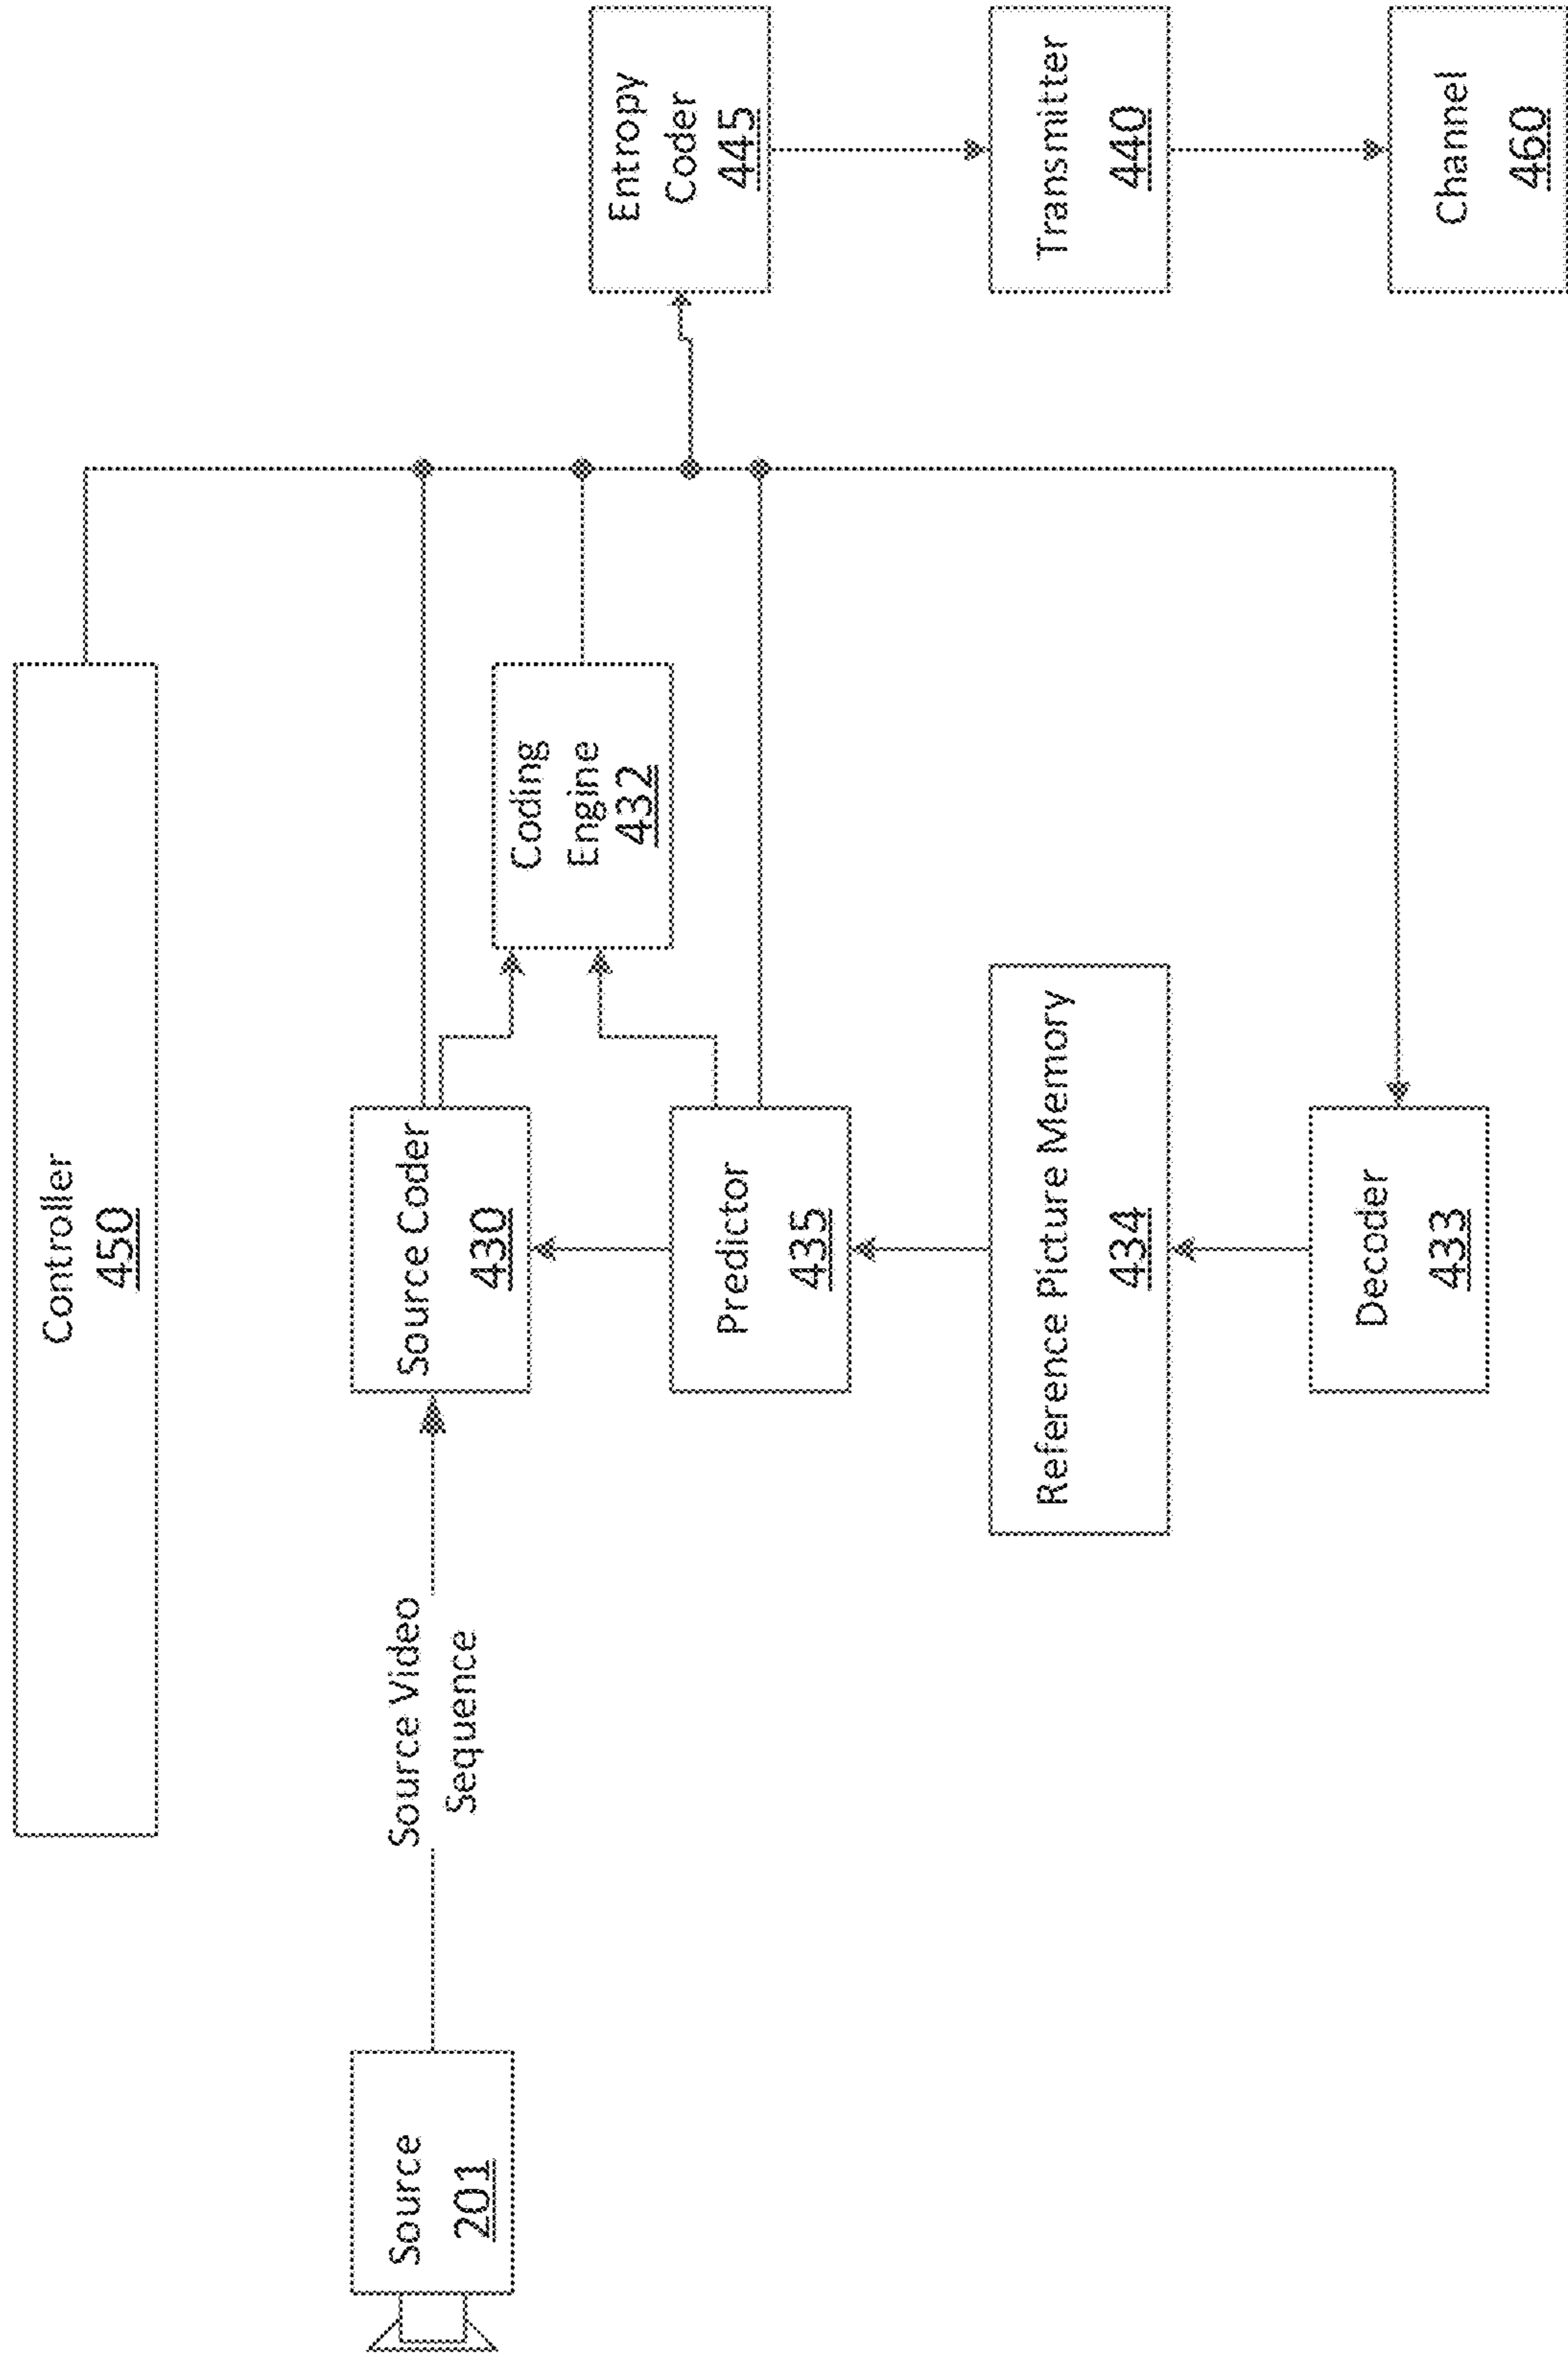 Controller
450
Source
201
Source Video
Sequence
Source Coder
430
Coding
Engine
432
Predictor
435
Reference Picture Memory
434
Decoder
433
Entropy
Coder
445
Transmitter
440
Channel
460